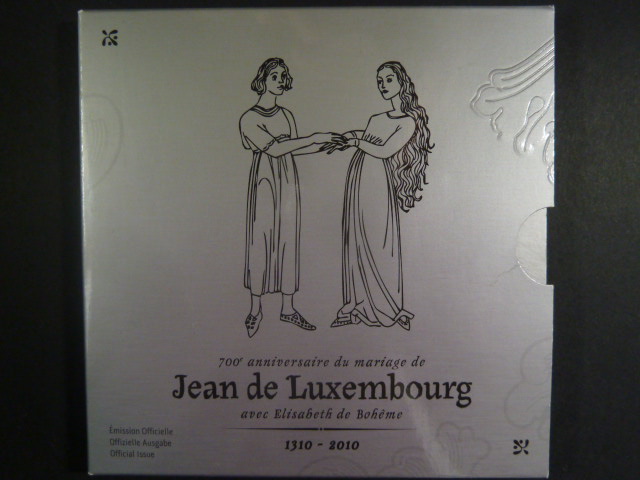 700e anniversaire du mariage de
Jean de Luxembourg
avec Elisabeth de Bohême
1310 - 2010
Émission Officielle
Offizielle Ausgabe
Official Issue